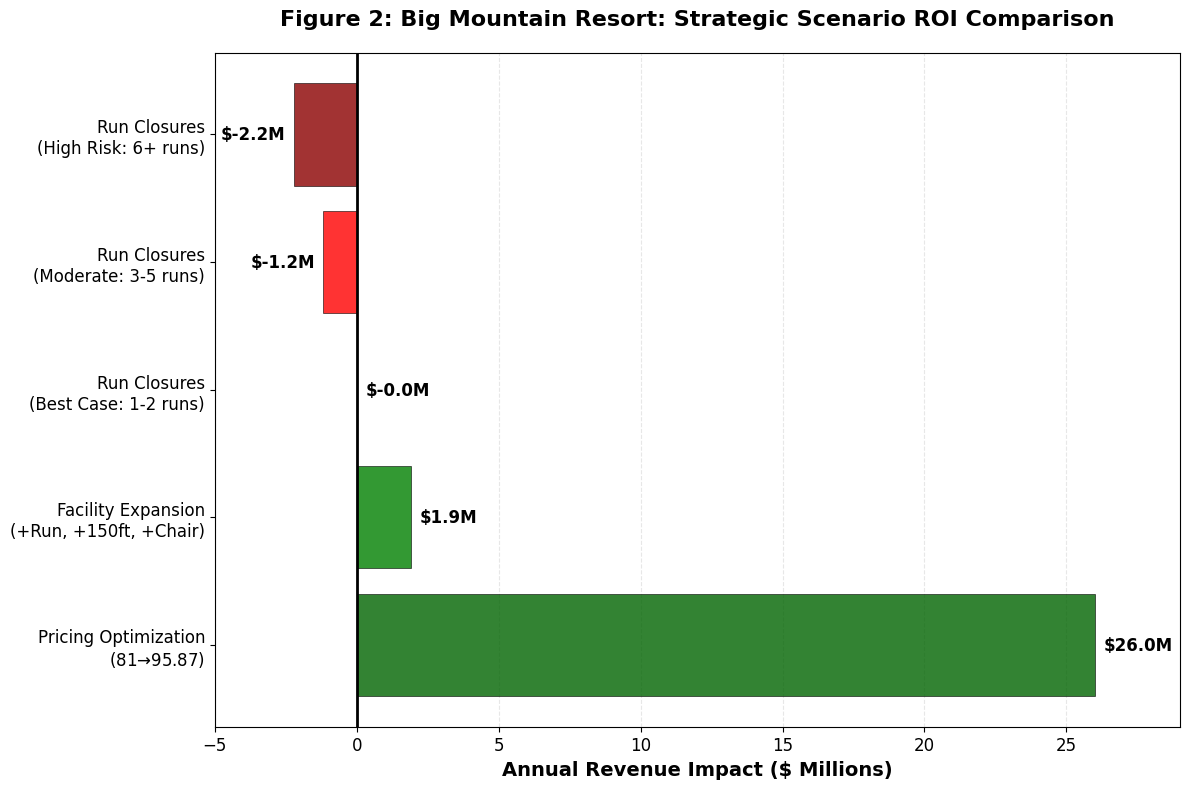 Figure 2: Big Mountain Resort: Strategic Scenario ROI Comparison
Run Closures
(High Risk: 6+ runs)
$-2.2M
Run Closures
(Moderate: 3-5 runs)
$-1.2M
Run Closures
(Best Case: 1-2 runs)
$-0.0M
Facility Expansion
(+Run, +150ft, +Chair)
$1.9M
Pricing Optimization
(81→95.87)
$26.0M
−5 0 5 10 15 20 25
Annual Revenue Impact ($ Millions)